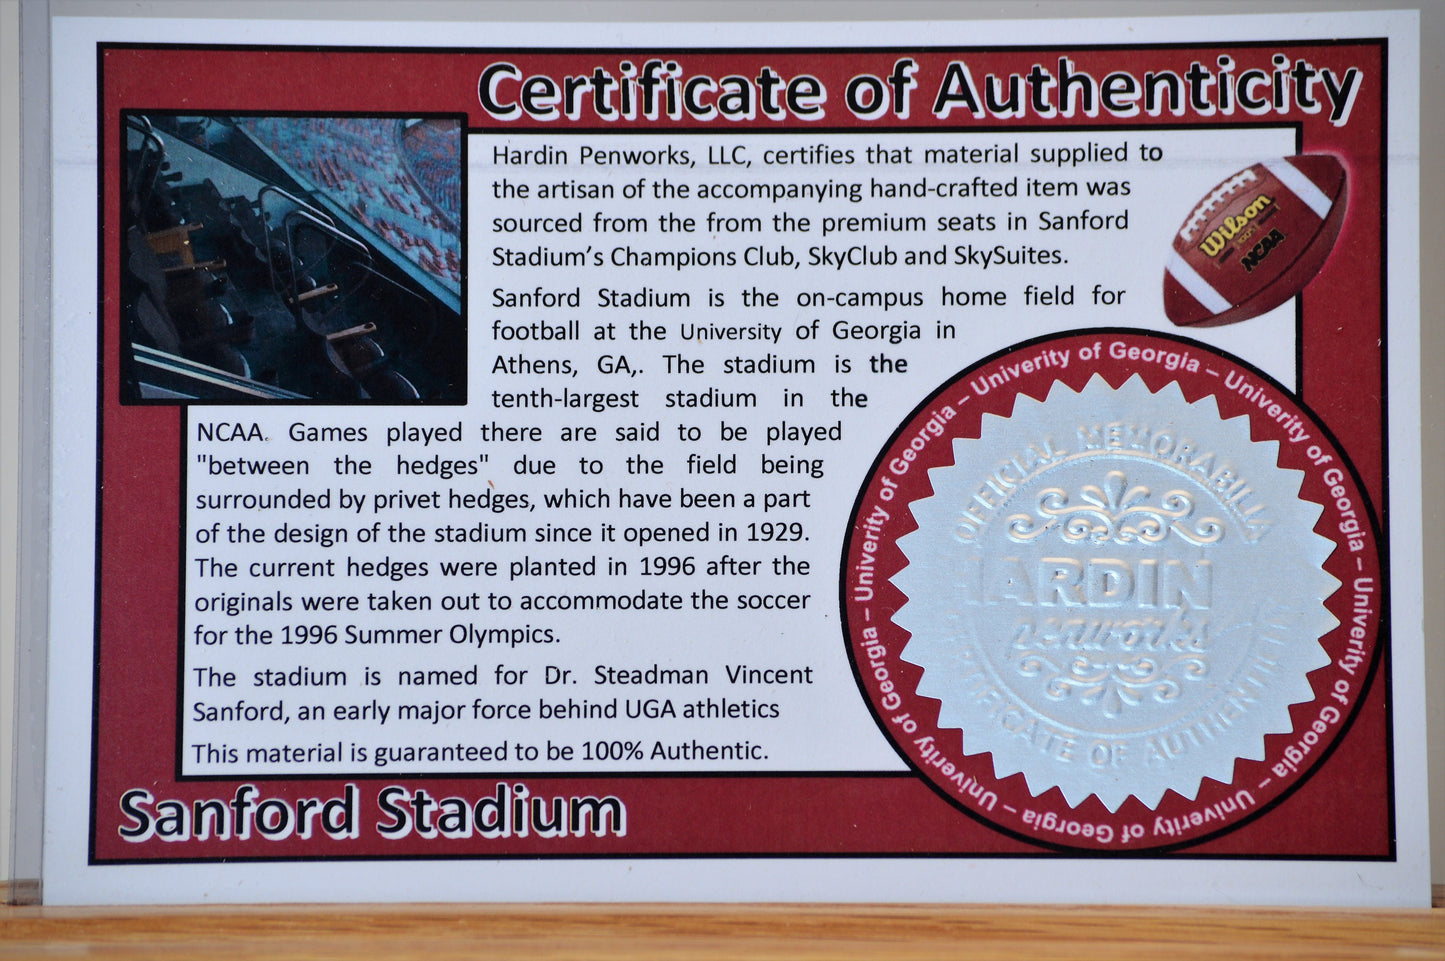 Certificate of Authenticity
Hardin Penworks, LLC, certifies that material supplied to
the artisan of the accompanying hand-crafted item was
sourced from the from the premium seats in Sanford
Stadium's Champions Club, SkyClub and SkySuites.
Sanford Stadium is the on-campus home field for
football at the University of Georgia in
Athens, GA,. The stadium is the
tenth-largest stadium in the
NCAA. Games played there are said to be played
"between the hedges" due to the field being
surrounded by privet hedges, which have been a part
of the design of the stadium since it opened in 1929.
The current hedges were planted in 1996 after the
originals were taken out to accommodate the soccer
for the 1996 Summer Olympics.
The stadium is named for Dr. Steadman Vincent
Sanford, an early major force behind UGA athletics
This material is guaranteed to be 100% Authentic.
Sanford Stadium
Wilson
NCAA
Univerity of Georgia – Univerity of Georgia – Univerity of Georgia – Univerity of Georgia – Univerity of Georgia – Univerity of Georgia – Univerity of Georgia –
OFFICIAL MEMORABILIA
HARDIN
penworks
CERTIFICATE OF AUTHENTICITY